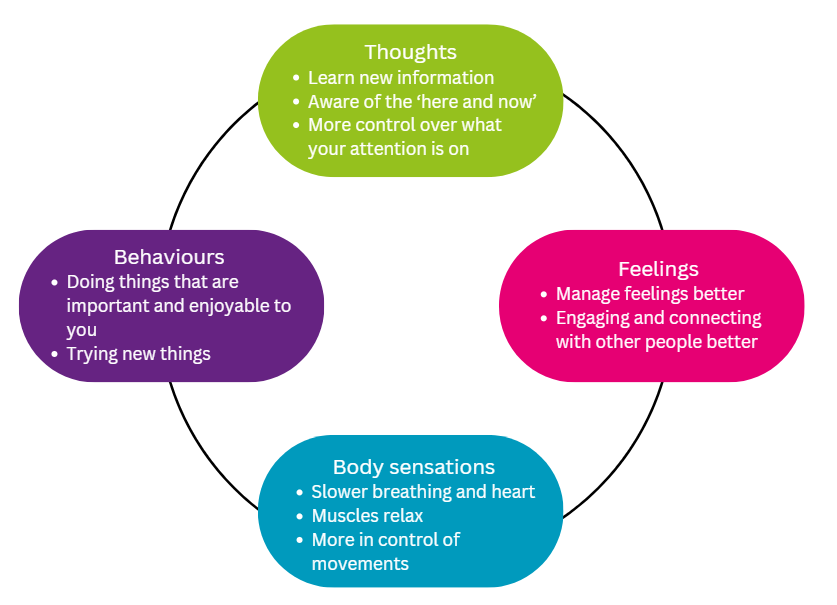 Thoughts
• Learn new information
• Aware of the ‘here and now’
• More control over what
your attention is on
Behaviours
• Doing things that are
important and enjoyable to
you
• Trying new things
Feelings
• Manage feelings better
• Engaging and connecting
with other people better
Body sensations
• Slower breathing and heart
• Muscles relax
• More in control of
movements